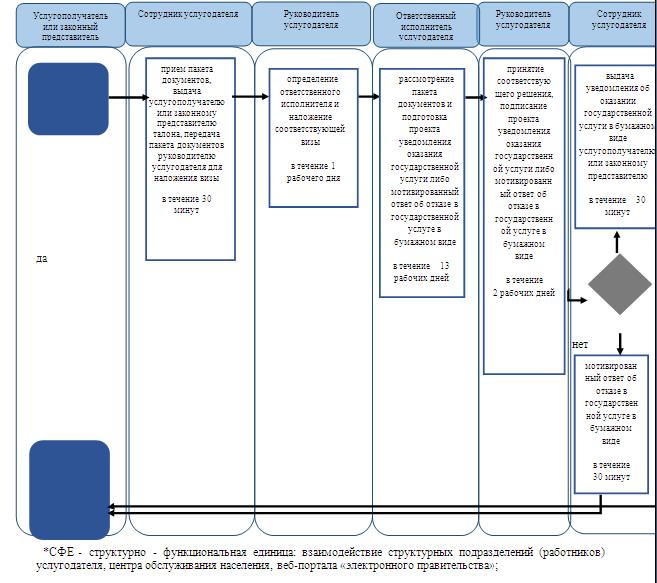 Услугополучатель
или законный
представитель
Сотрудник услугодателя
Руководитель
услугодателя
Ответственный
исполнитель
услугодателя
Руководитель
услугодателя
Сотрудник
услугодателя
прием пакета
документов,
выдача
услугополучателю
или законному
представителю
талона, передача
пакета документов
руководителю
услугодателя для
наложения визы
в течение 30
минут
определение
ответственного
исполнителя и
наложение
соответствующей
визы
в течение 1
рабочего дня
рассмотрение
пакета
документов и
подготовка
проекта
уведомления
оказания
государственной
услуги либо
мотивированный
ответ об отказе в
государственной
услуге в
бумажном виде
в течение 13
рабочих дней
принятие
соответствую
щего решения,
подписание
проекта
уведомления
оказания
государственн
ой услуги либо
мотивированн
ый ответ об
отказе в
государственн
ой услуге в
бумажном
виде
в течение
2 рабочих дней
выдача
уведомления об
оказании
государственной
услуги в бумажном
виде
услугополучателю
или законному
представителю
в течение 30
минут
да
нет
мотивирован
ный ответ об
отказе в
государствен
ной услуге в
бумажном
виде
в течение
30 минут
*СФЕ - структурно - функциональная единица: взаимодействие структурных подразделений (работников)
услугодателя, центра обслуживания населения, веб-портала «электронного правительства»;